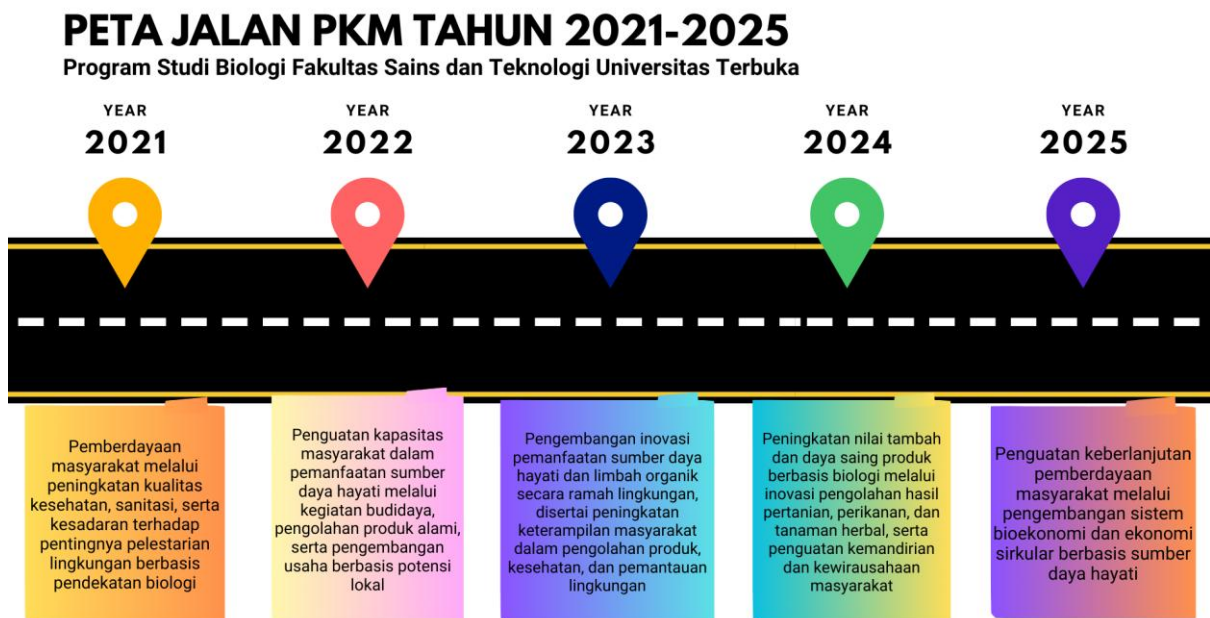 PETA JALAN PKM TAHUN 2021-2025
Program Studi Biologi Fakultas Sains dan Teknologi Universitas Terbuka
YEAR
2021
YEAR
2022
YEAR
2023
YEAR
2024
YEAR
2025
Pemberdayaan
masyarakat melalui
peningkatan kualitas
kesehatan, sanitasi, serta
kesadaran terhadap
pentingnya pelestarian
lingkungan berbasis
pendekatan biologi
Penguatan kapasitas
masyarakat dalam
pemanfaatan sumber
daya hayati melalui
kegiatan budidaya,
pengolahan produk alami,
serta pengembangan
usaha berbasis potensi
lokal
Pengembangan inovasi
pemanfaatan sumber daya
hayati dan limbah organik
secara ramah lingkungan,
disertai peningkatan
keterampilan masyarakat
dalam pengolahan produk,
kesehatan, dan pemantauan
lingkungan
Peningkatan nilai tambah
dan daya saing produk
berbasis biologi melalui
inovasi pengolahan hasil
pertanian, perikanan, dan
tanaman herbal, serta
penguatan kemandirian
dan kewirausahaan
masyarakat
Penguatan keberlanjutan
pemberdayaan
masyarakat melalui
pengembangan sistem
bioekonomi dan ekonomi
sirkular berbasis sumber
daya hayati